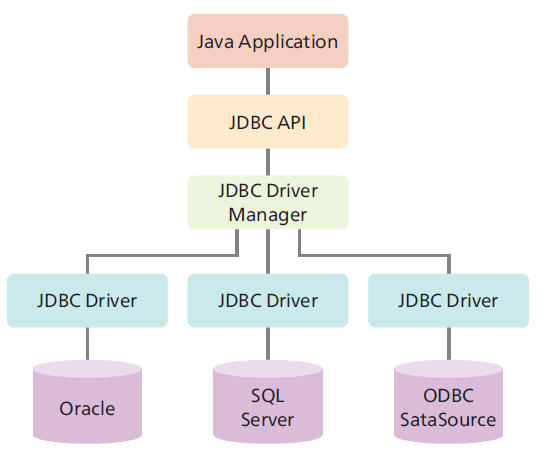 Java Application
JDBC API
JDBC Driver
Manager
JDBC Driver
JDBC Driver
JDBC Driver
Oracle
SQL
Server
ODBC
SataSource